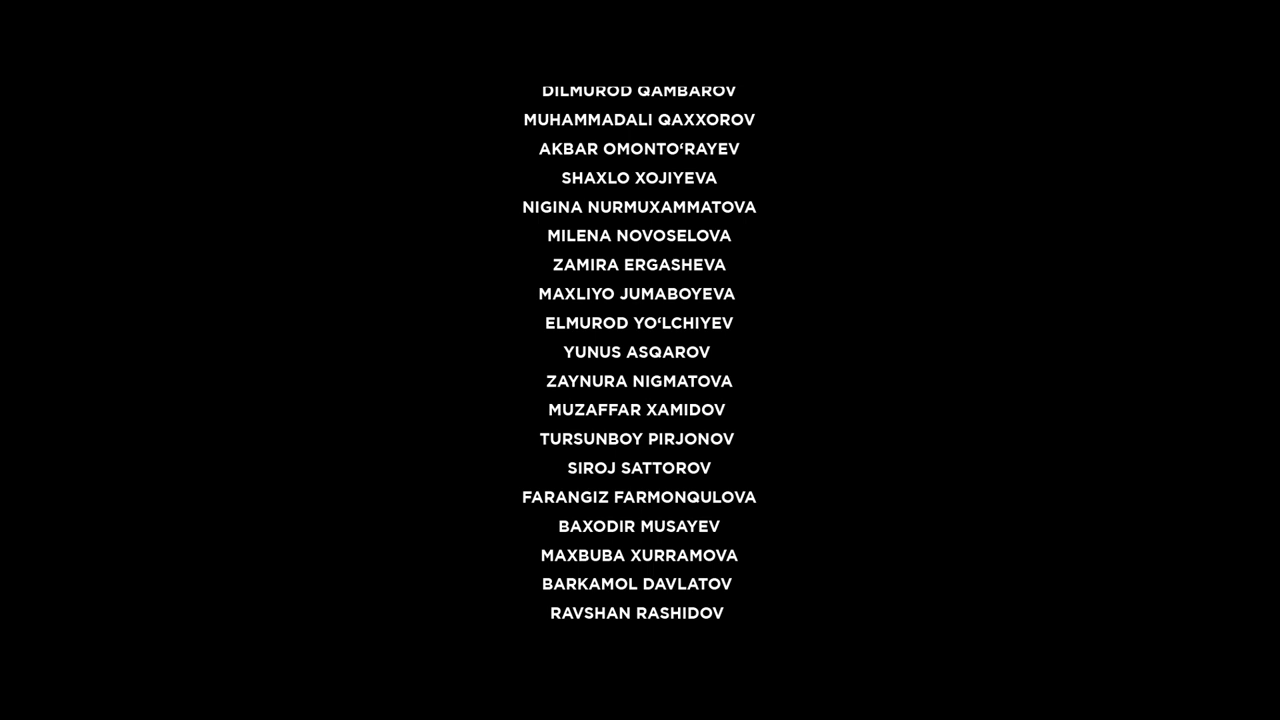 DILMUROD QAMBAROV
MUHAMMADALI QAXXOROV
AKBAR OMONTO‘RAYEV
SHAXLO XOJIYEVA
NIGINA NURMUXAMMATOVA
MILENA NOVOSELOVA
ZAMIRA ERGASHEVA
MAXLIYO JUMABOYEVA
ELMUROD YO‘LCHIYEV
YUNUS ASQAROV
ZAYNURA NIGMATOVA
MUZAFFAR XAMIDOV
TURSUNBOY PIRJONOV
SIROJ SATTOROV
FARANGIZ FARMONQULOVA
BAXODIR MUSAYEV
MAXBUBA XURRAMOVA
BARKAMOL DAVLATOV
RAVSHAN RASHIDOV